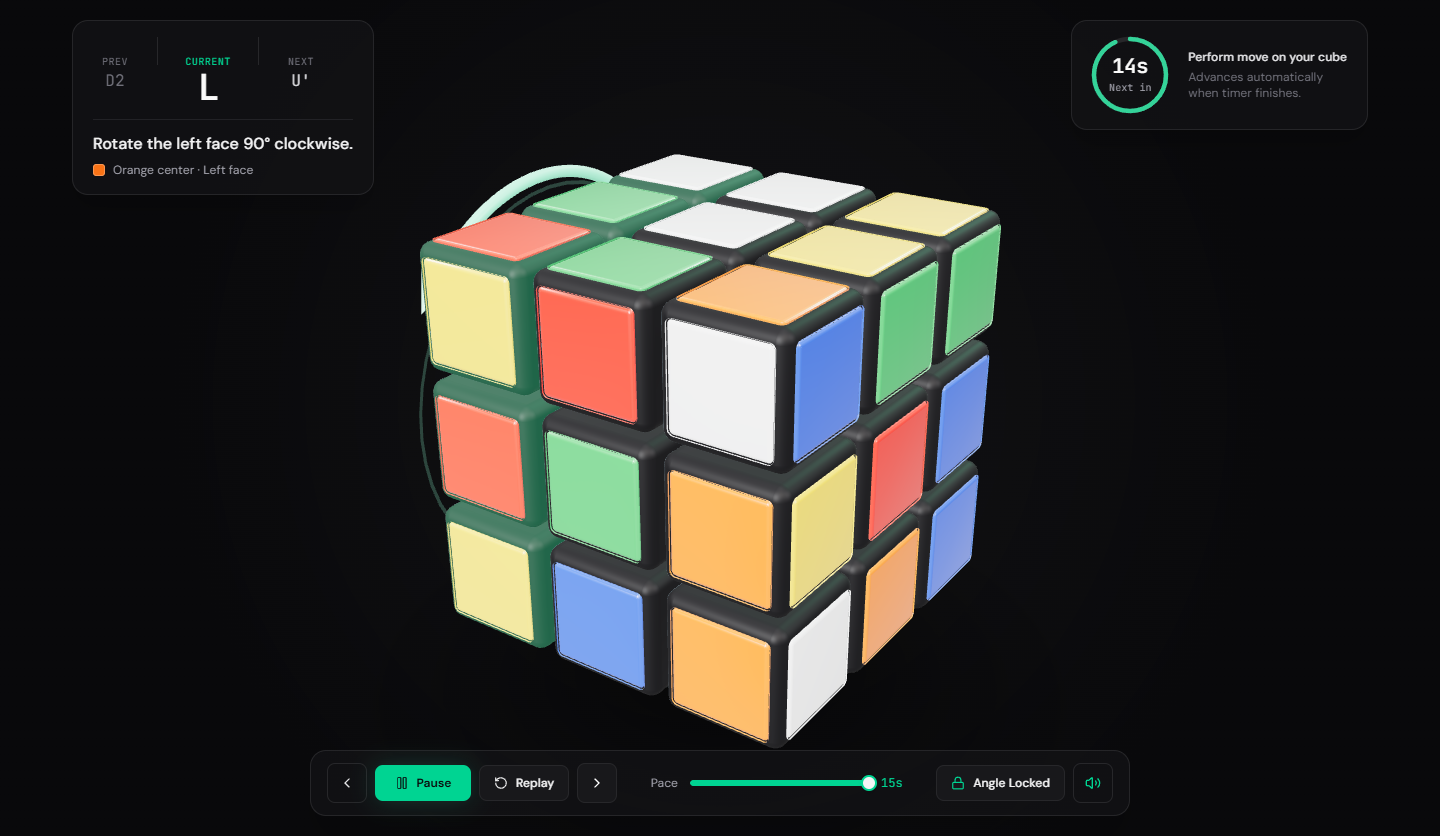 PREV
D2
CURRENT
L
NEXT
U'
Rotate the left face 90° clockwise.
Orange center · Left face
14s
Next in
Perform move on your cube
Advances automatically
when timer finishes.
Pause
Replay
Pace
15s
Angle Locked